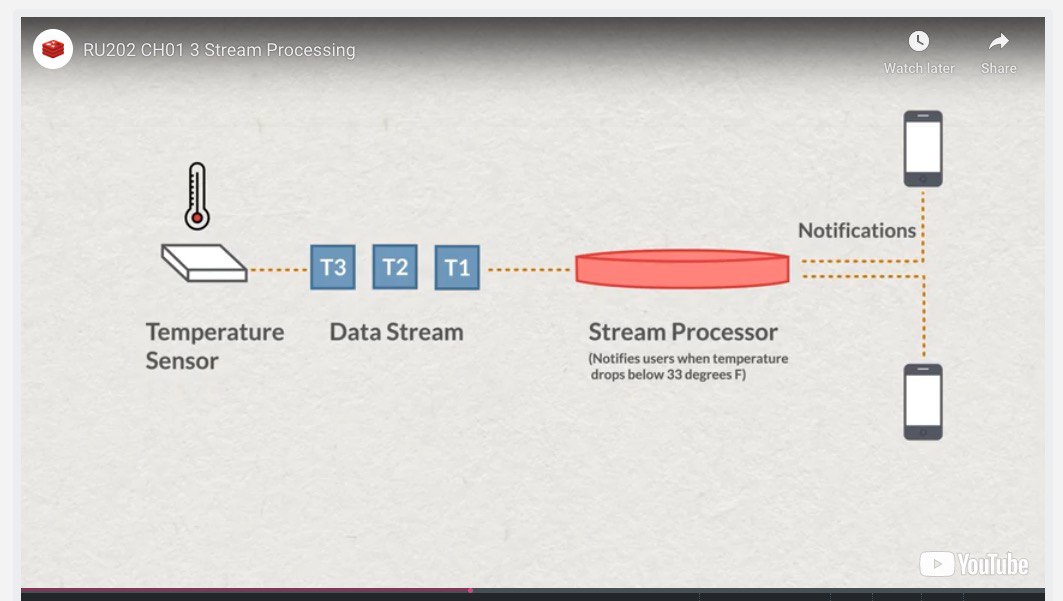 RU202 CH01 3 Stream Processing
Watch later
Share
Notifications
T3
T2
T1
Temperature
Sensor
Data Stream
Stream Processor
(Notifies users when temperature
drops below 33 degrees F)
YouTube